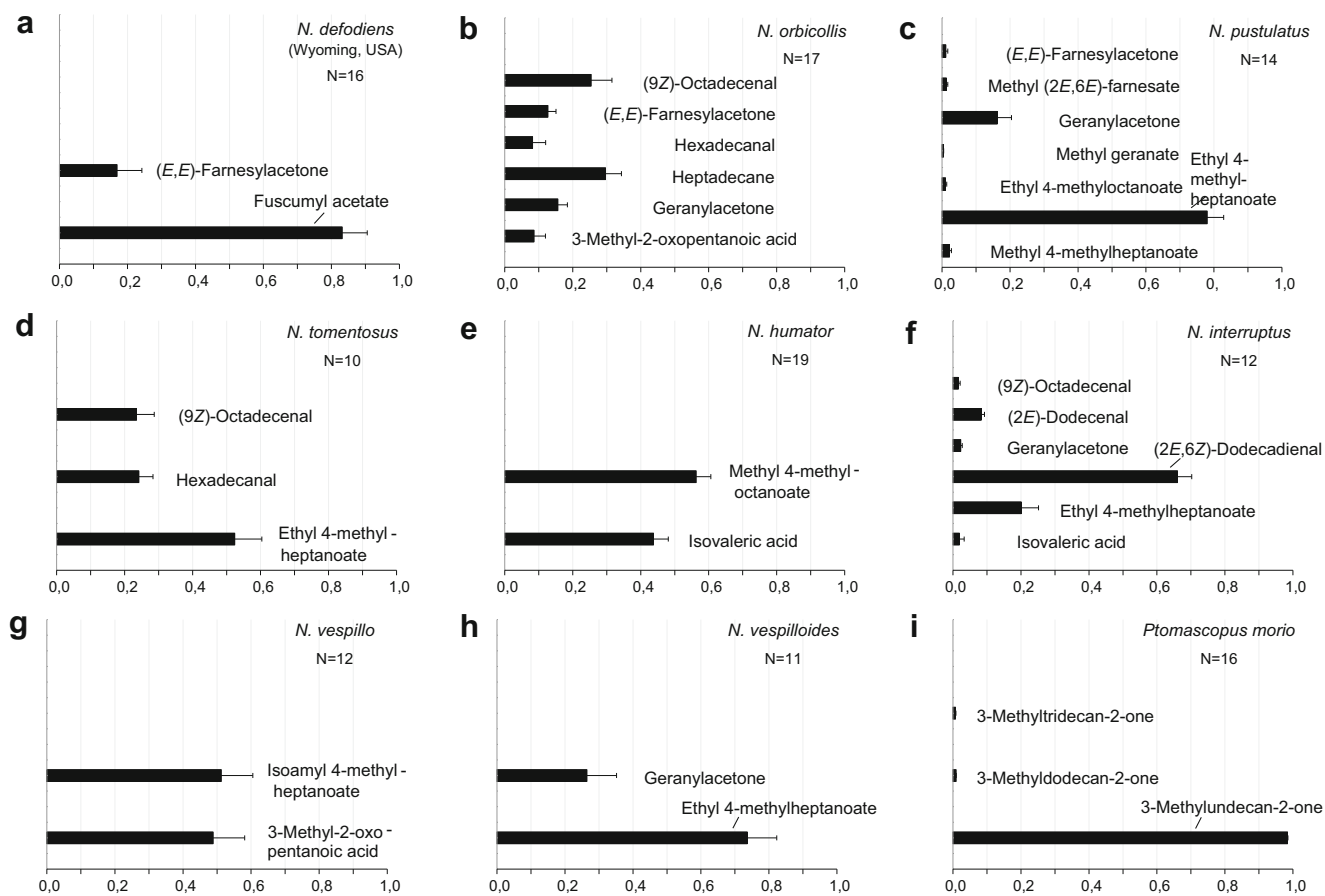 a
N. defodiens
(Wyoming, USA)
N=16
(E,E)-Farnesylacetone
Fuscumyl acetate
0,0 0,2 0,4 0,6 0,8 1,0
b
N. orbicollis
N=17
(9Z)-Octadecenal
(E,E)-Farnesylacetone
Hexadecanal
Heptadecane
Geranylacetone
3-Methyl-2-oxopentanoic acid
0,0 0,2 0,4 0,6 0,8 1,0
c
N. pustulatus
N=14
(E,E)-Farnesylacetone
Methyl (2E,6E)-farnesate
Geranylacetone
Methyl geranate
Ethyl 4-methyloctanoate
Ethyl 4-
methyl-
heptanoate
Methyl 4-methylheptanoate
0,0 0,2 0,4 0,6 0, 1,0
d
N. tomentosus
N=10
(9Z)-Octadecenal
Hexadecanal
Ethyl 4-methyl-
heptanoate
0,0 0,2 0,4 0,6 0,8 1,0
e
N. humator
N=19
Methyl 4-methyl-
octanoate
Isovaleric acid
0,0 0,2 0,4 0,6 0,8 1,0
f
N. interruptus
N=12
(9Z)-Octadecenal
(2E)-Dodecenal
Geranylacetone
(2E,6Z)-Dodecadienal
Ethyl 4-methylheptanoate
Isovaleric acid
0,0 0,2 0,4 0,6 0,8 1,0
g
N. vespillo
N=12
Isoamyl 4-methyl-
heptanoate
3-Methyl-2-oxo-
pentanoic acid
0,0 0,2 0,4 0,6 0,8 1,0
h
N. vespilloides
N=11
Geranylacetone
Ethyl 4-methylheptanoate
0,0 0,2 0,4 0,6 0,8 1,0
i
Ptomascopus morio
N=16
3-Methyltridecan-2-one
3-Methyldodecan-2-one
3-Methylundecan-2-one
0,0 0,2 0,4 0,6 0,8 1,0